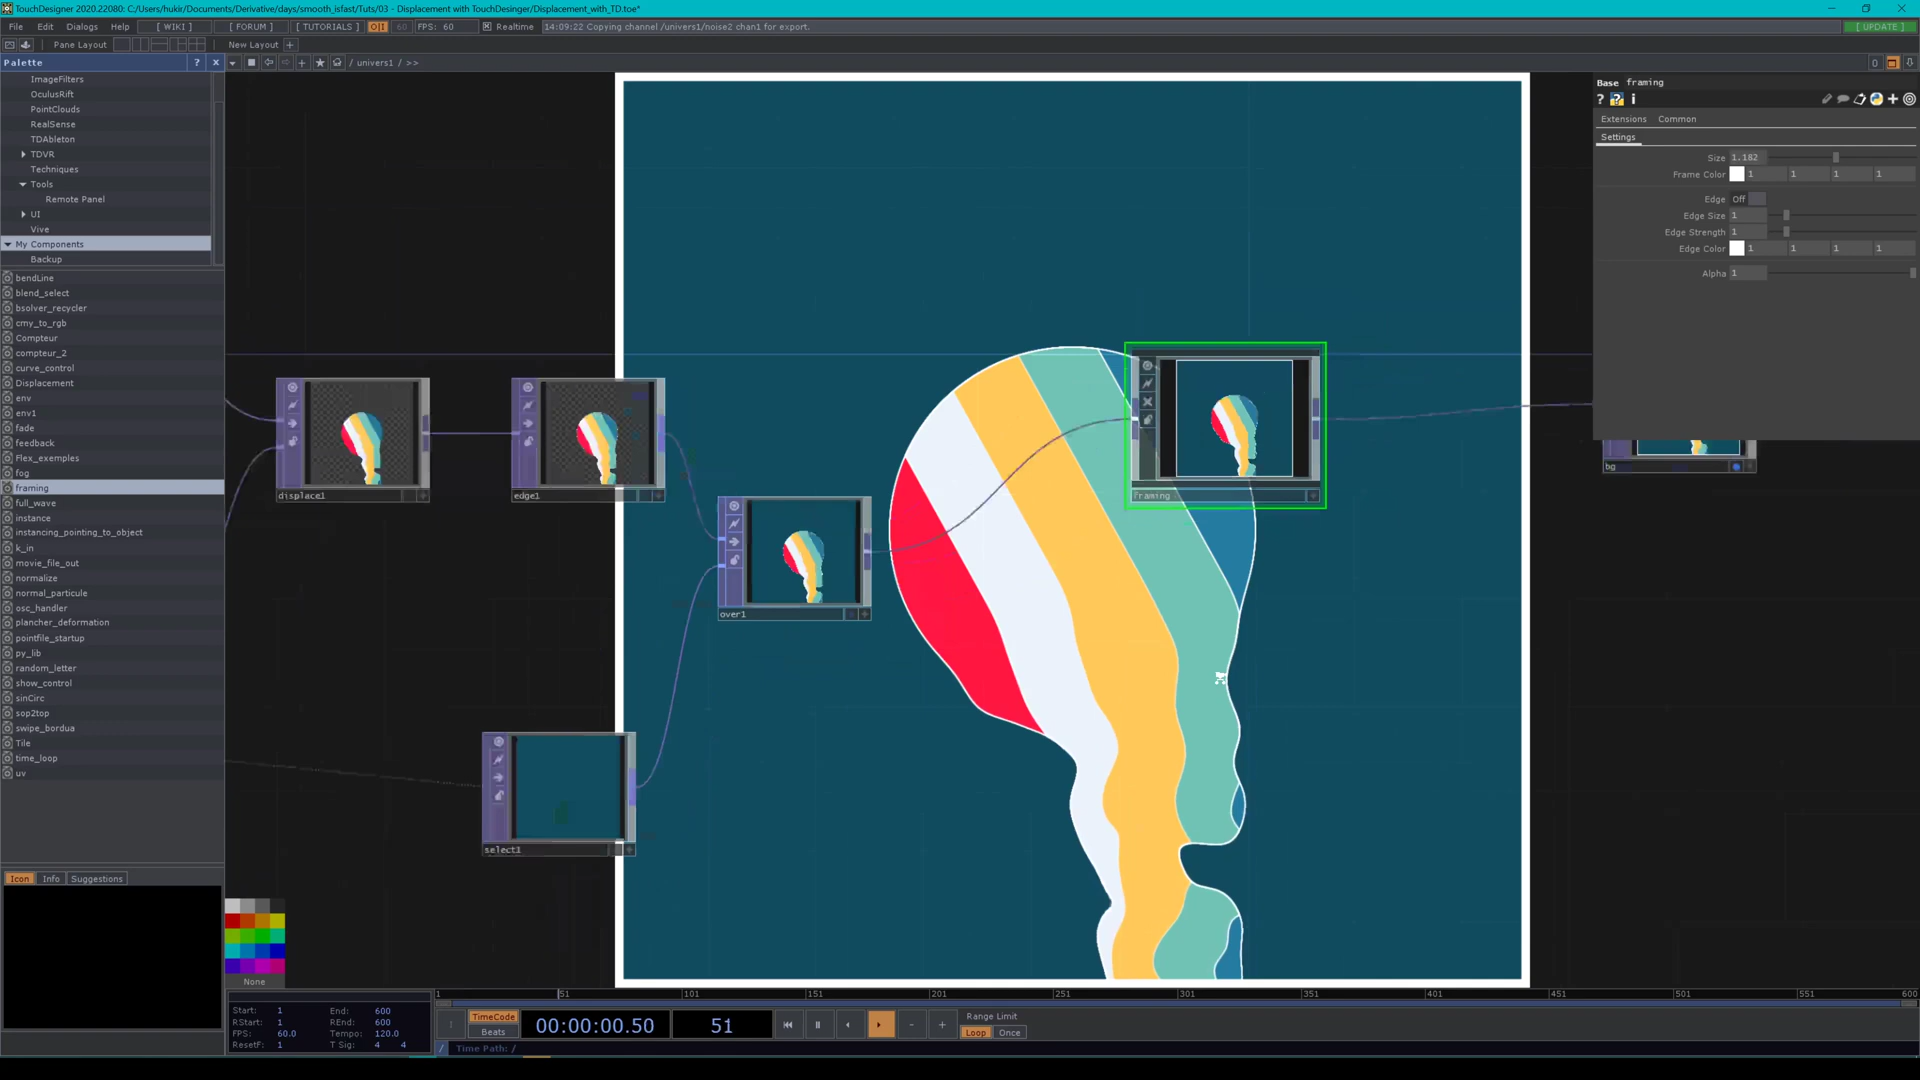 TouchDesigner 2020.22080: C:/Users/hukir/Documents/Derivative/days/smooth_isfast/Tuts/03 - Displacement with TouchDesinger/Displacement_with_TD.toe*
File Edit Dialogs Help [ WIKI ] [ FORUM ] [ TUTORIALS ] O|I 60 FPS: 60 Realtime 14:09:22 Copying channel /univers1/noise2 chan1 for export. [ UPDATE ]
Pane Layout New Layout +
Palette ? x
/ univers1 / >> 0
ImageFilters
OculusRift
PointClouds
RealSense
TDAbleton
TDVR
Techniques
Tools
Remote Panel
UI
Vive
My Components
Backup
bendLine
blend_select
bsolver_recycler
cmy_to_rgb
Compteur
compteur_2
curve_control
Displacement
env
env1
fade
feedback
Flex_exemples
fog
framing
full_wave
instance
instancing_pointing_to_object
k_in
movie_file_out
normalize
normal_particule
osc_handler
plancher_deformation
pointfile_startup
py_lib
random_letter
show_control
sinCirc
sop2top
swipe_bordua
Tile
time_loop
uv
Icon Info Suggestions
None
displace1
edge1
over1
select1
framing
bg
Base framing
? ? i
Extensions Common
Settings
Size 1.182
Frame Color 1 1 1 1
Edge Off
Edge Size 1
Edge Strength 1
Edge Color 1 1 1 1
Alpha 1
1 51 101 151 201 251 301 351 401 451 501 551 600
Start: 1 End: 600
RStart: 1 REnd: 600
FPS: 60.0 Tempo: 120.0
ResetF: 1 T Sig: 4 4
TimeCode
Beats
00:00:00.50
51
Range Limit
Loop Once
/ Time Path: /